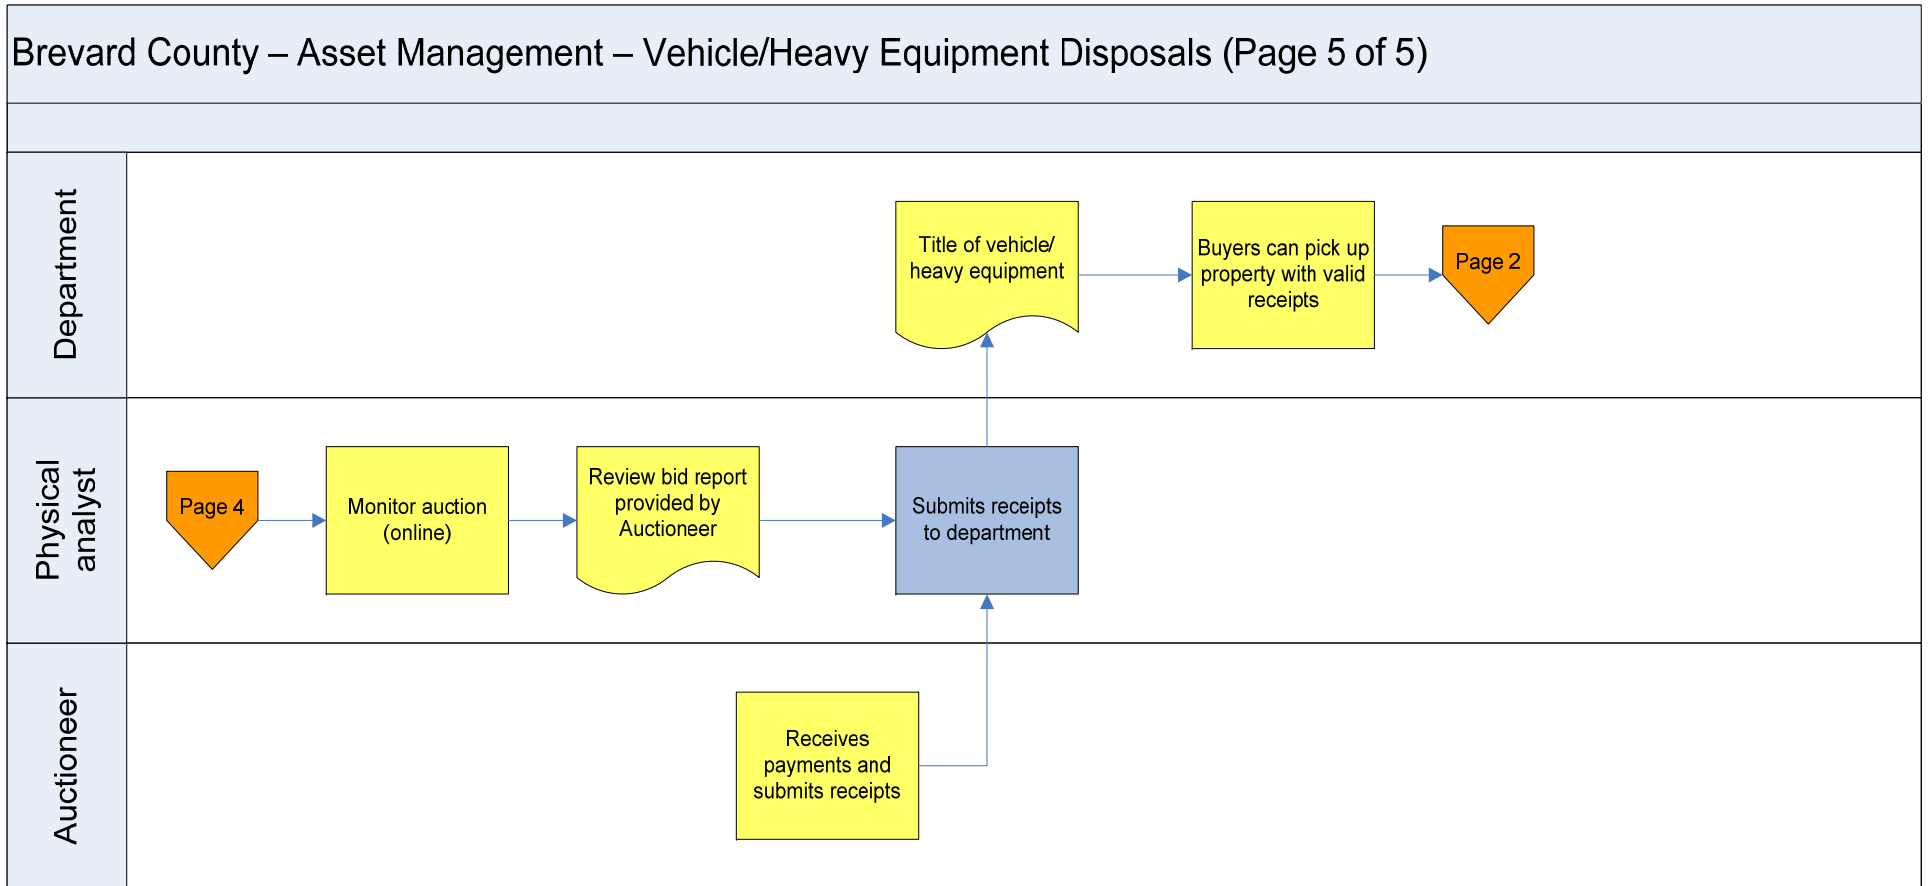 Brevard County – Asset Management – Vehicle/Heavy Equipment Disposals (Page 5 of 5)
Department
Title of vehicle/
heavy equipment
Buyers can pick up
property with valid
receipts
Page 2
Physical
analyst
Page 4
Monitor auction
(online)
Review bid report
provided by
Auctioneer
Submits receipts
to department
Auctioneer
Receives
payments and
submits receipts